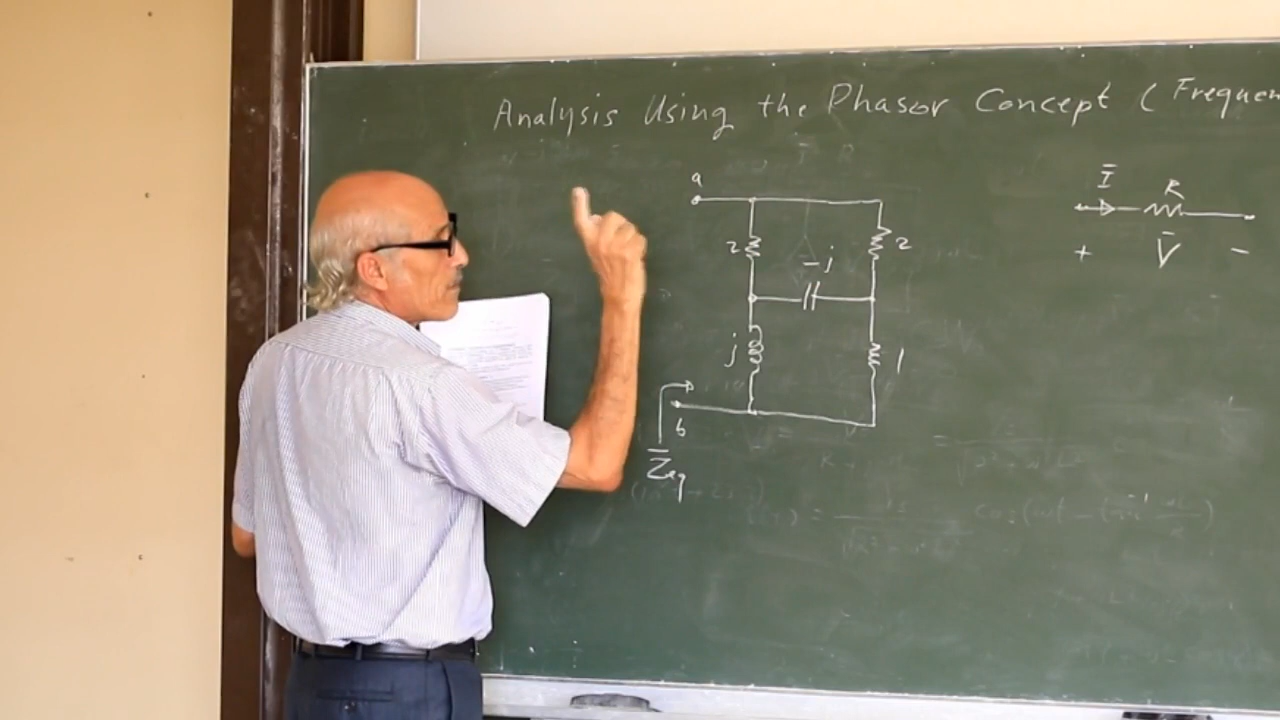 Analysis Using the Phasor Concept ( Frequen
a
2
2
-j
j
1
b
Z̅eq
I̅
R
+ V̅ -